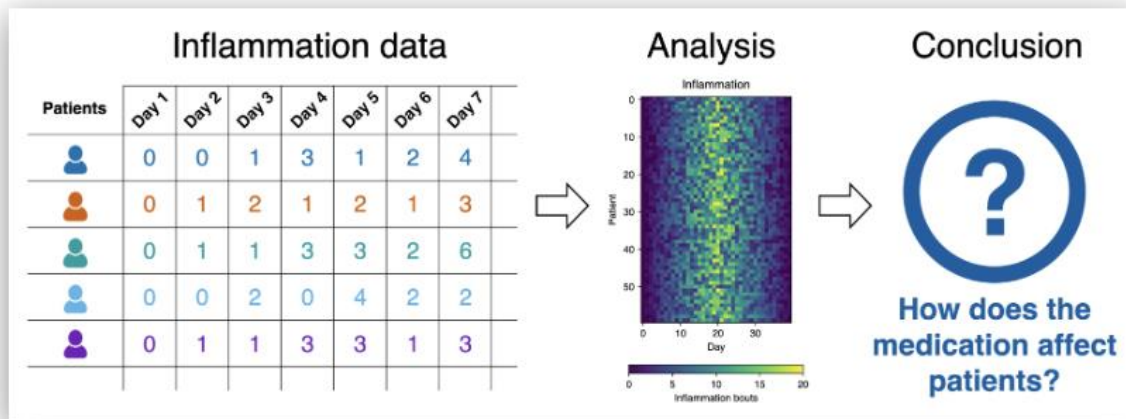 Inflammation data
Patients Day 1 Day 2 Day 3 Day 4 Day 5 Day 6 Day 7
0 0 1 3 1 2 4
0 1 2 1 2 1 3
0 1 1 3 3 2 6
0 0 2 0 4 2 2
0 1 1 3 3 1 3
Analysis
Inflammation
Patient
0
10
20
30
40
50
0 10 20 30
Day
0 5 10 15 20
Inflammation bouts
Conclusion
?
How does the
medication affect
patients?